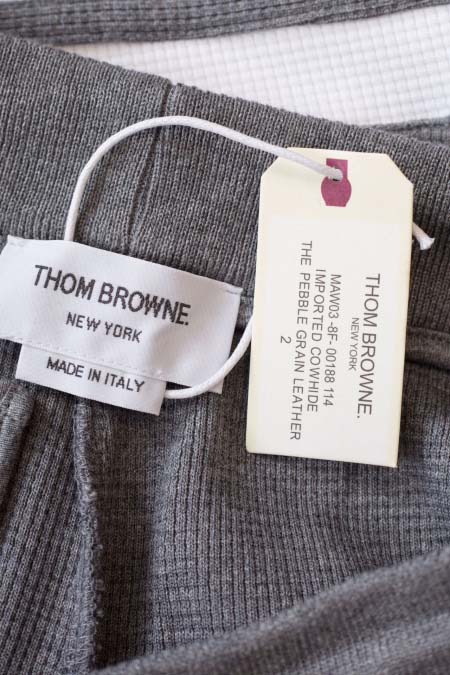 THOM BROWNE.
NEW YORK
MADE IN ITALY
THOM BROWNE.
NEW YORK
MAW03 -8F- 00188 114
IMPORTED COWHIDE
THE PEBBLE GRAIN LEATHER
2